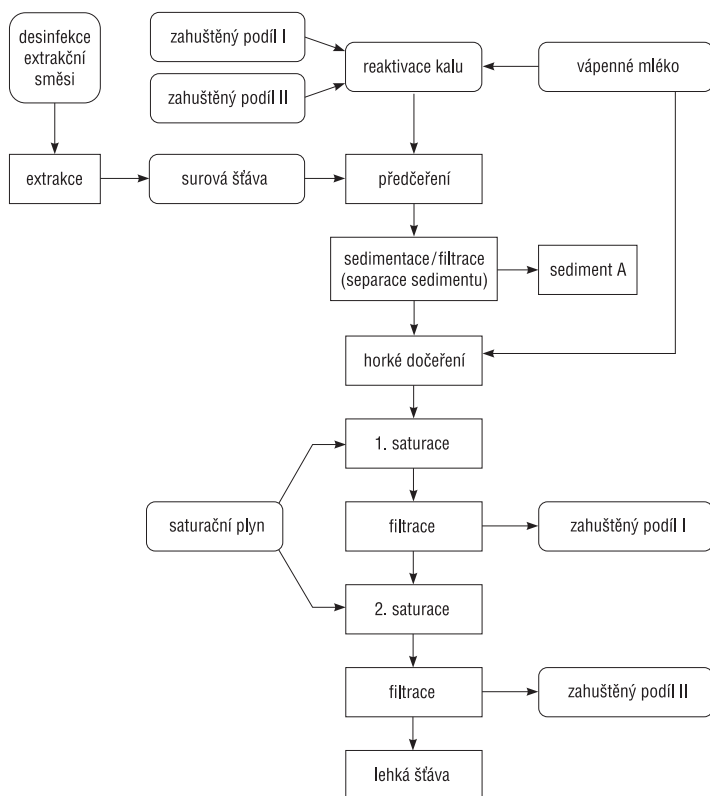 desinfekce
extrakční
směsi
zahuštěný podíl I
zahuštěný podíl II
reaktivace kalu
vápenné mléko
extrakce
surová šťáva
předčeření
sedimentace/filtrace
(separace sedimentu)
sediment A
horké dočeření
1. saturace
saturační plyn
filtrace
zahuštěný podíl I
2. saturace
filtrace
zahuštěný podíl II
lehká šťáva